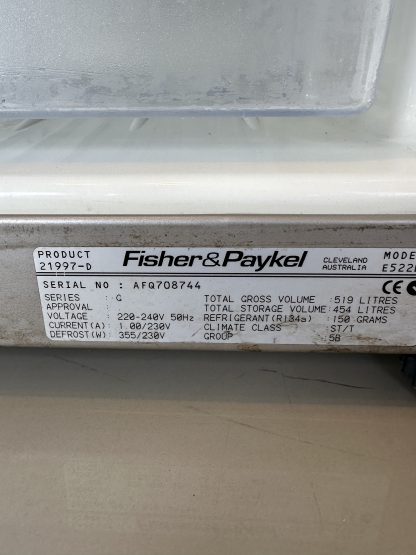 PRODUCT
21997-D
Fisher&Paykel
CLEVELAND
AUSTRALIA
MODE
E522
SERIAL NO : AFQ708744
CE
SERIES : G
APPROVAL :
VOLTAGE : 220-240V 50Hz
CURRENT(A): 1.00/230V
DEFROST(W): 355/230V
TOTAL GROSS VOLUME :519 LITRES
TOTAL STORAGE VOLUME:454 LITRES
REFRIGERANT(R134a) :150 GRAMS
CLIMATE CLASS :ST/T
GROUP :5B